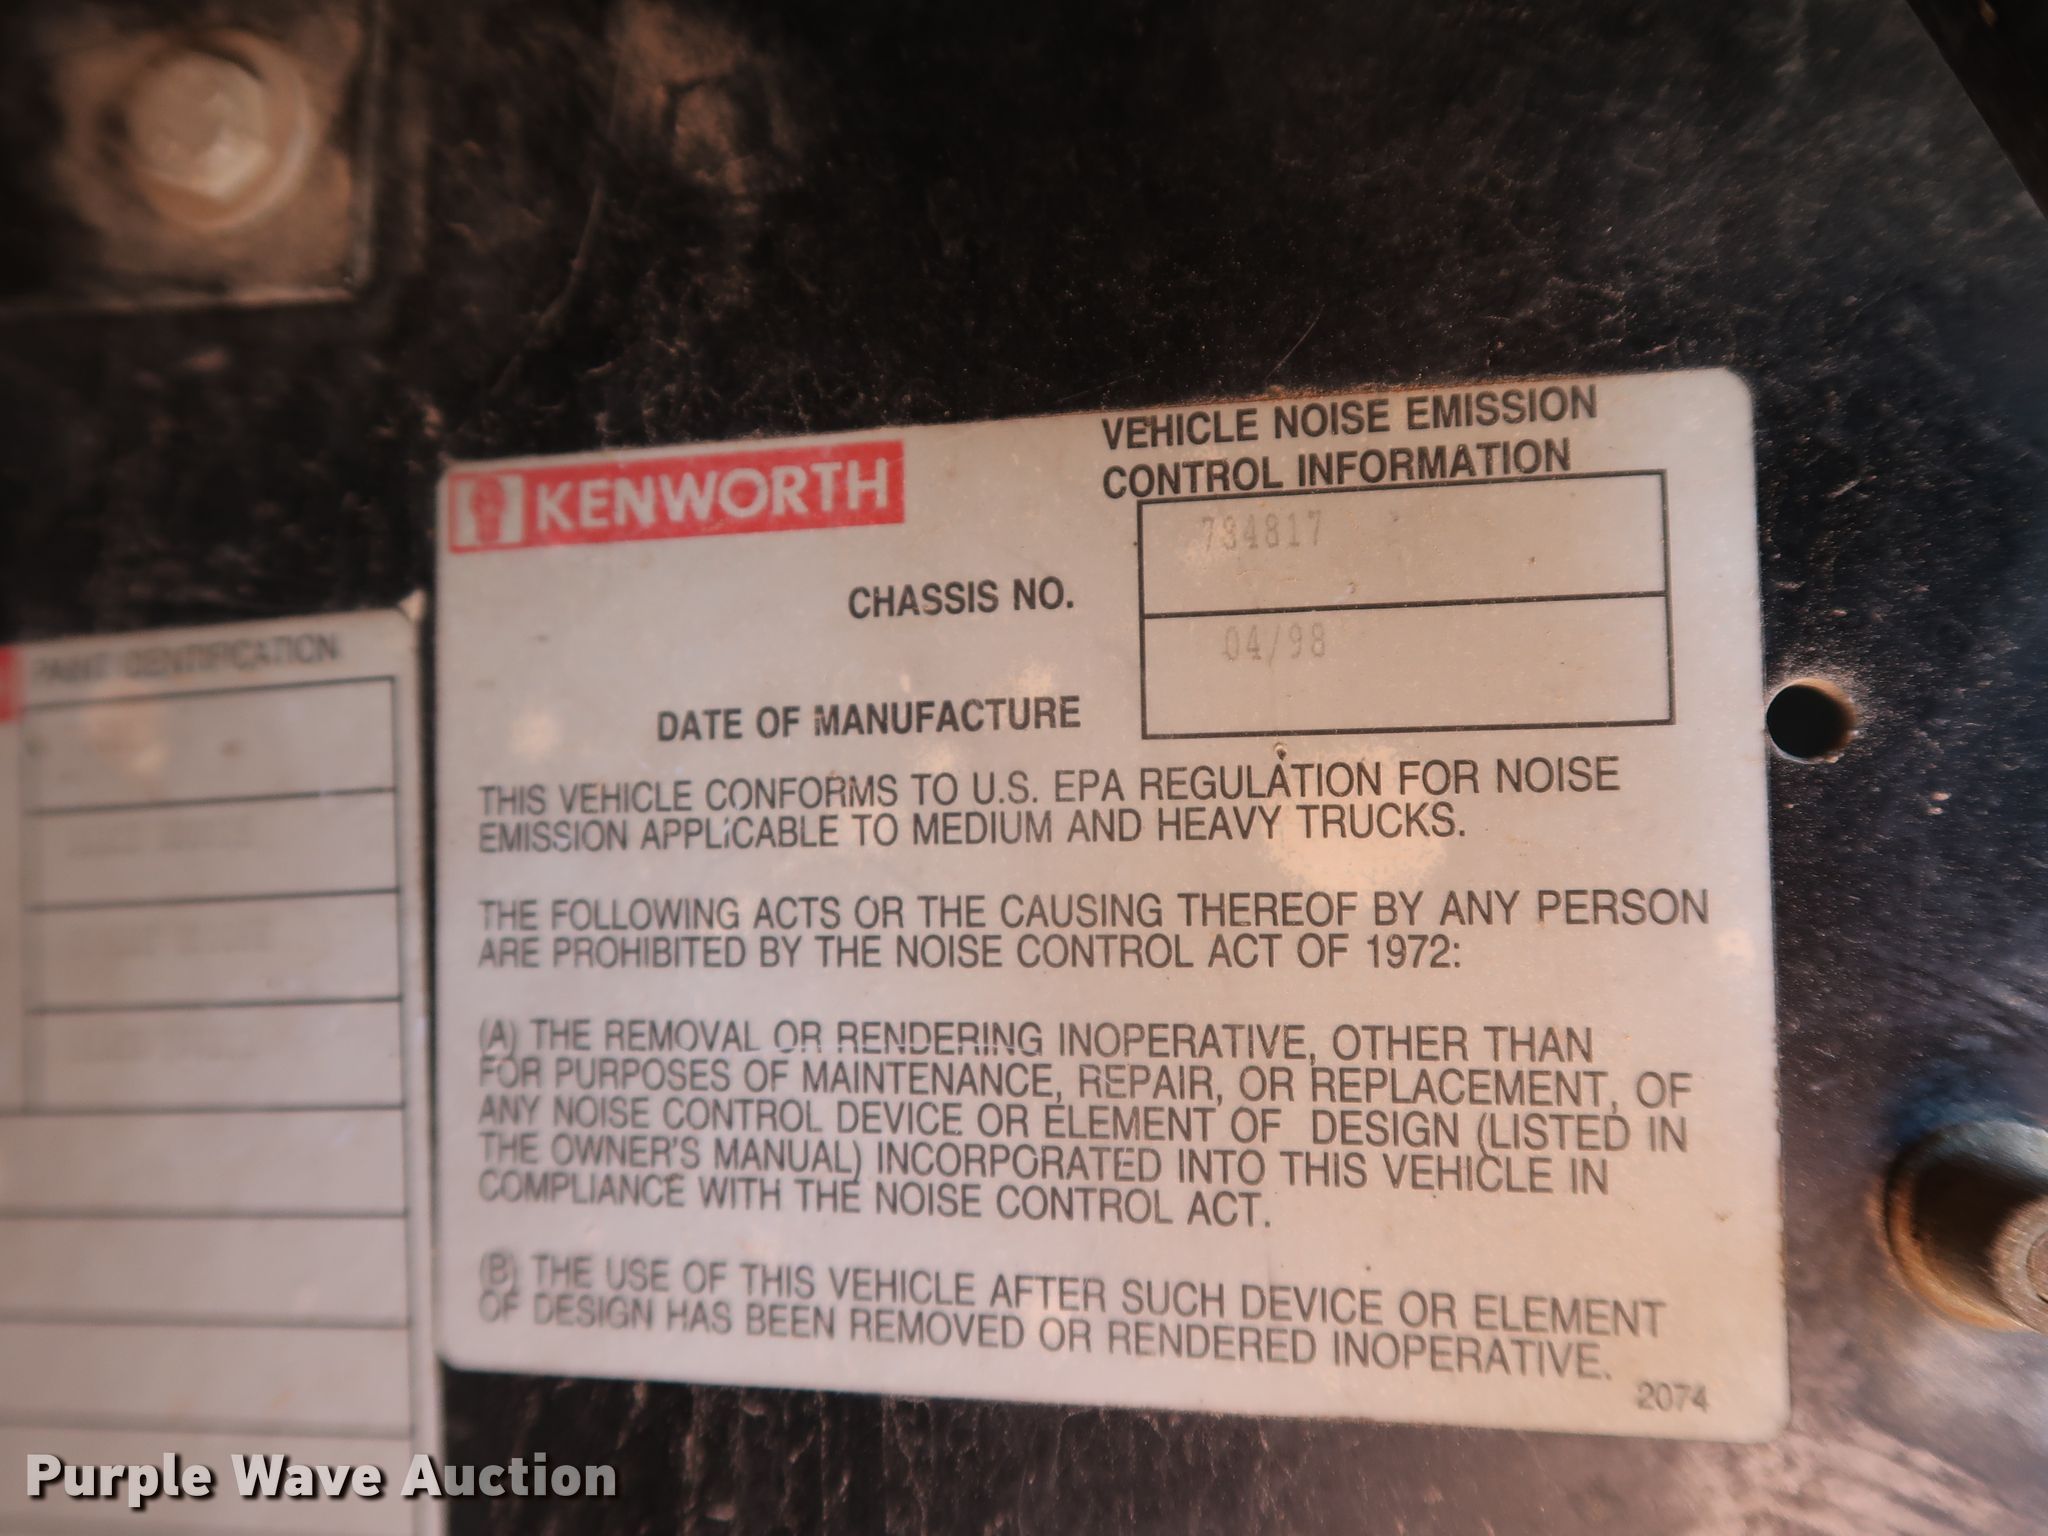 KENWORTH
VEHICLE NOISE EMISSION
CONTROL INFORMATION
CHASSIS NO.
734817
DATE OF MANUFACTURE
04/98
THIS VEHICLE CONFORMS TO U.S. EPA REGULATION FOR NOISE
EMISSION APPLICABLE TO MEDIUM AND HEAVY TRUCKS.
THE FOLLOWING ACTS OR THE CAUSING THEREOF BY ANY PERSON
ARE PROHIBITED BY THE NOISE CONTROL ACT OF 1972:
(A) THE REMOVAL OR RENDERING INOPERATIVE, OTHER THAN
FOR PURPOSES OF MAINTENANCE, REPAIR, OR REPLACEMENT, OF
ANY NOISE CONTROL DEVICE OR ELEMENT OF DESIGN (LISTED IN
THE OWNER'S MANUAL) INCORPORATED INTO THIS VEHICLE IN
COMPLIANCE WITH THE NOISE CONTROL ACT.
(B) THE USE OF THIS VEHICLE AFTER SUCH DEVICE OR ELEMENT
OF DESIGN HAS BEEN REMOVED OR RENDERED INOPERATIVE.
2074
PAINT IDENTIFICATION
Purple Wave Auction